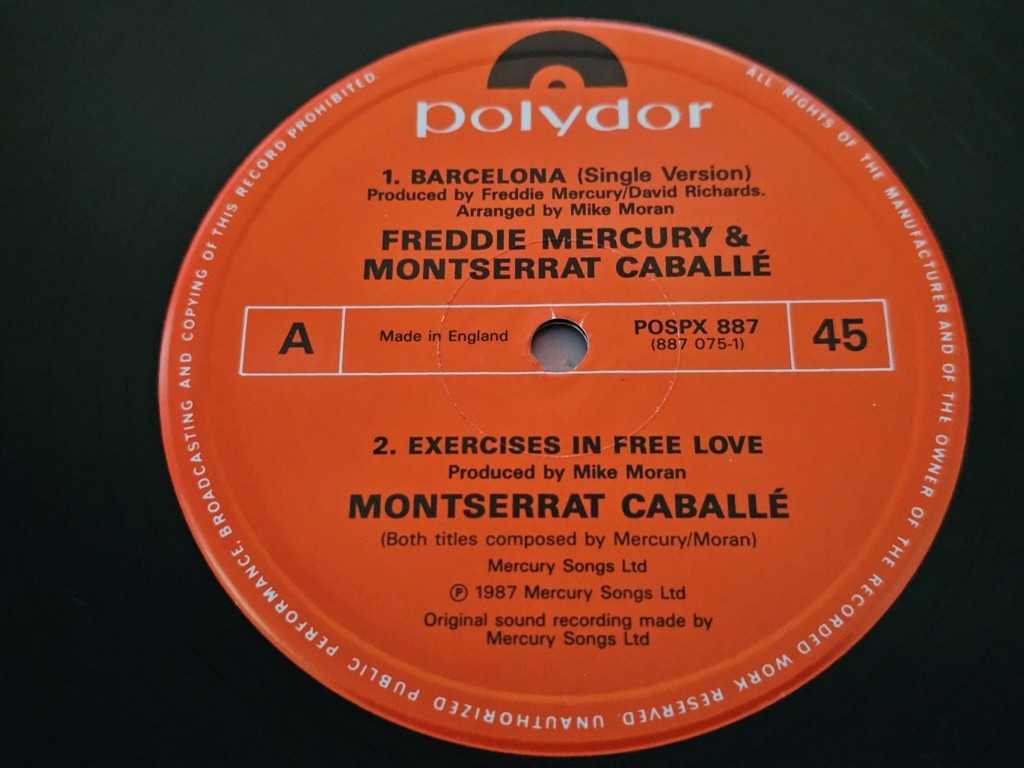 polydor
1. BARCELONA (Single Version)
Produced by Freddie Mercury/David Richards.
Arranged by Mike Moran
FREDDIE MERCURY &
MONTSERRAT CABALLÉ
A
Made in England
POSPX 887
(887 075-1)
45
2. EXERCISES IN FREE LOVE
Produced by Mike Moran
MONTSERRAT CABALLÉ
(Both titles composed by Mercury/Moran)
Mercury Songs Ltd
℗ 1987 Mercury Songs Ltd
Original sound recording made by
Mercury Songs Ltd
ALL RIGHTS OF THE MANUFACTURER AND OF THE OWNER OF THE RECORDED WORK RESERVED. UNAUTHORIZED PUBLIC PERFORMANCE, BROADCASTING AND COPYING OF THIS RECORD PROHIBITED.